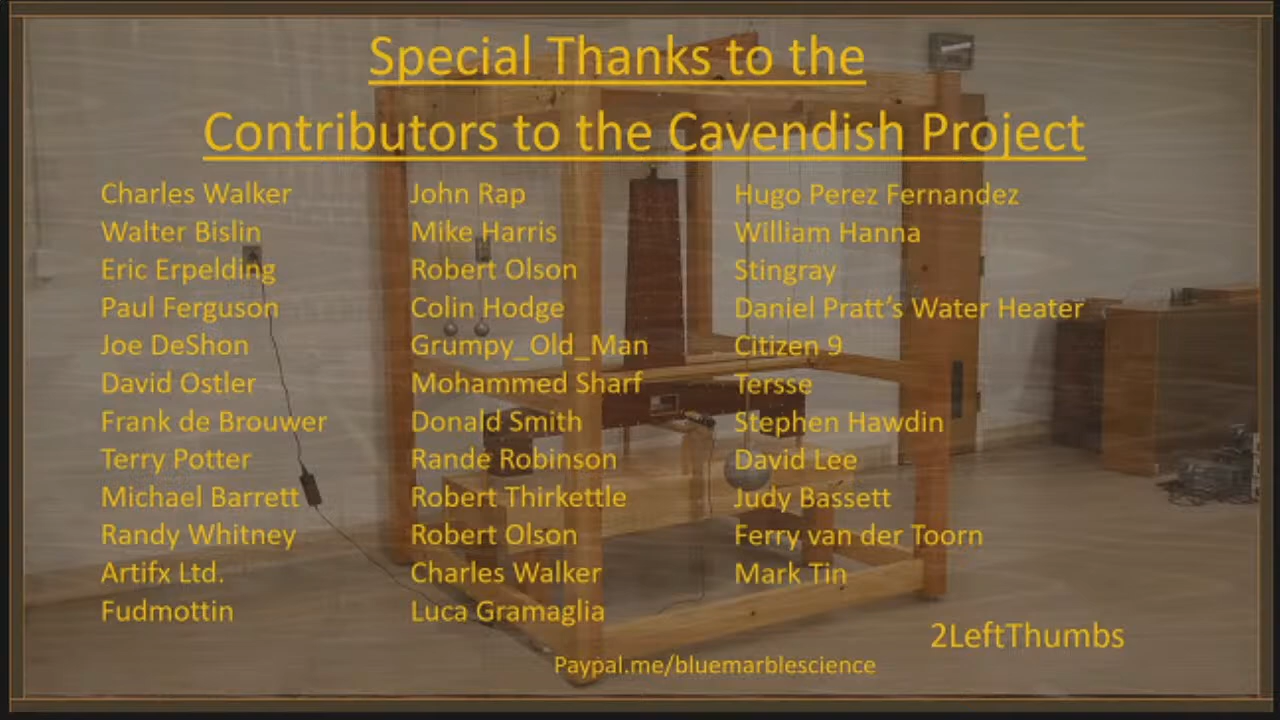 Special Thanks to the
Contributors to the Cavendish Project
Charles Walker
Walter Bislin
Eric Erpelding
Paul Ferguson
Joe DeShon
David Ostler
Frank de Brouwer
Terry Potter
Michael Barrett
Randy Whitney
Artifx Ltd.
Fudmottin
John Rap
Mike Harris
Robert Olson
Colin Hodge
Grumpy_Old_Man
Mohammed Sharf
Donald Smith
Rande Robinson
Robert Thirkettle
Robert Olson
Charles Walker
Luca Gramaglia
Hugo Perez Fernandez
William Hanna
Stingray
Daniel Pratt’s Water Heater
Citizen 9
Tersse
Stephen Hawdin
David Lee
Judy Bassett
Ferry van der Toorn
Mark Tin
2LeftThumbs
Paypal.me/bluemarblescience